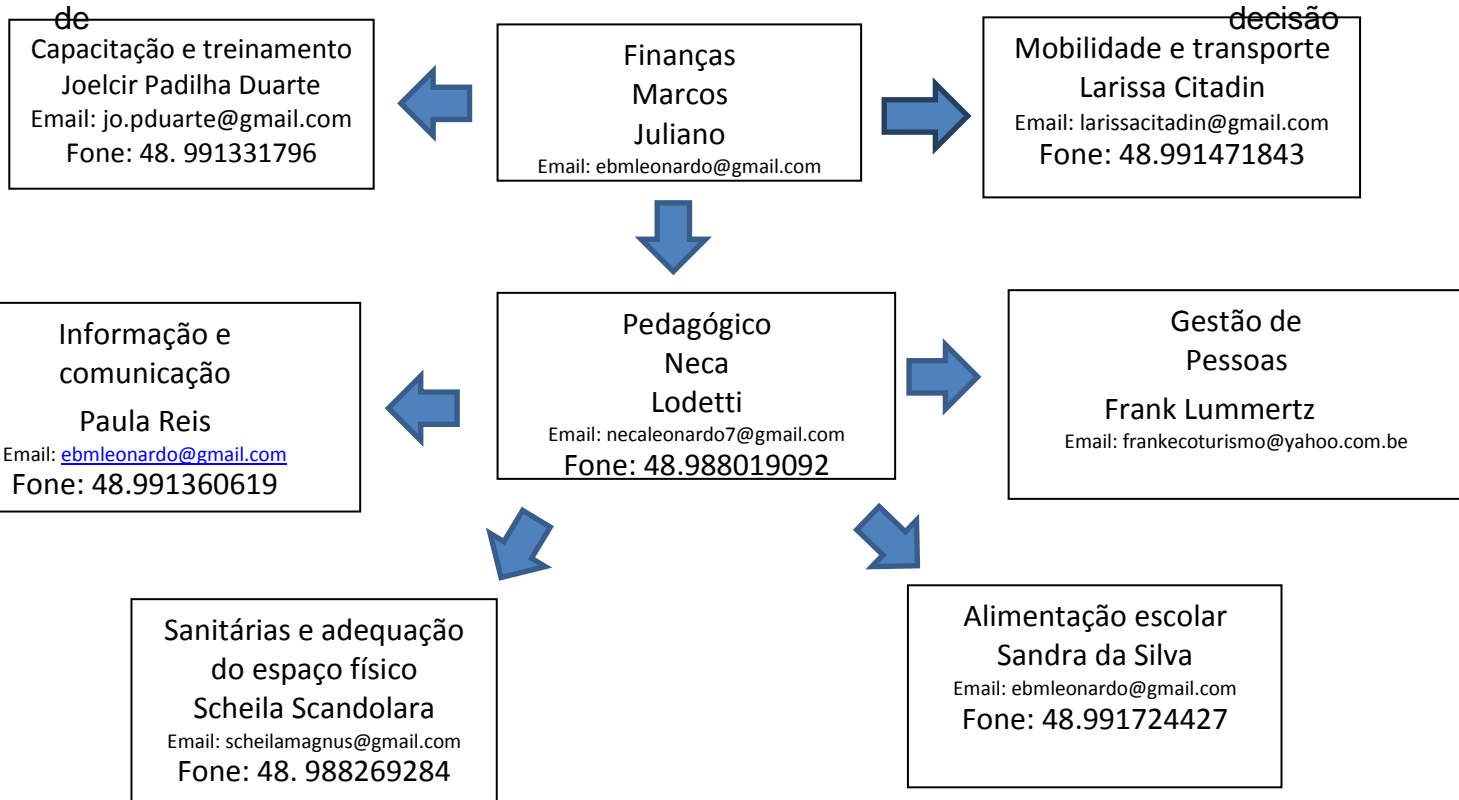 de
decisão
Capacitação e treinamento
Joelcir Padilha Duarte
Email: jo.pduarte@gmail.com
Fone: 48. 991331796
Finanças
Marcos
Juliano
Email: ebmleonardo@gmail.com
Mobilidade e transporte
Larissa Citadin
Email: larissacitadin@gmail.com
Fone: 48.991471843
Informação e
comunicação
Paula Reis
Email: ebmleonardo@gmail.com
Fone: 48.991360619
Pedagógico
Neca
Lodetti
Email: necaleonardo7@gmail.com
Fone: 48.988019092
Gestão de
Pessoas
Frank Lummertz
Email: frankecoturismo@yahoo.com.be
Sanitárias e adequação
do espaço físico
Scheila Scandolara
Email: scheilamagnus@gmail.com
Fone: 48. 988269284
Alimentação escolar
Sandra da Silva
Email: ebmleonardo@gmail.com
Fone: 48.991724427